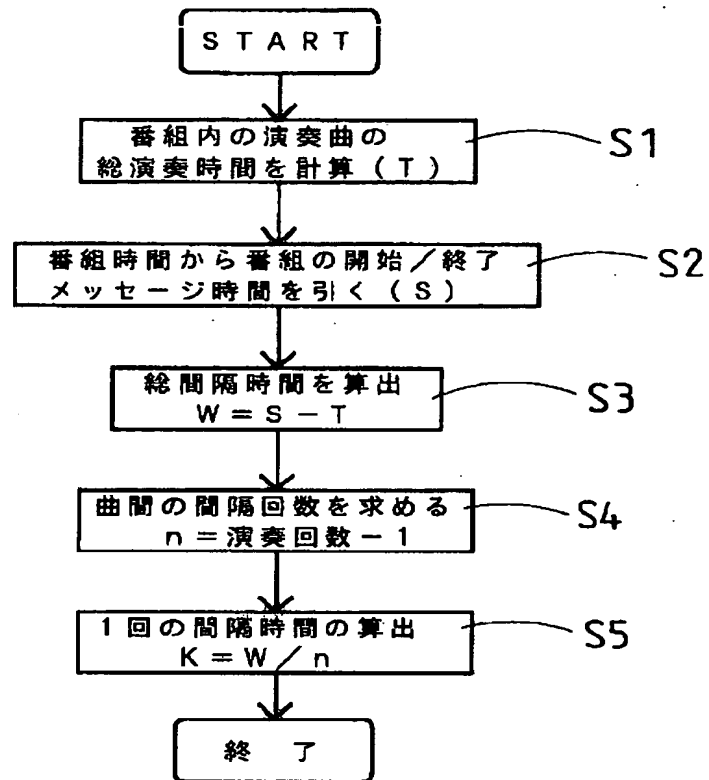 START
番組内の演奏曲の
総演奏時間を計算(T)
S1
番組時間から番組の開始/終了
メッセージ時間を引く(S)
S2
総間隔時間を算出
W=S-T
S3
曲間の間隔回数を求める
n=演奏回数-1
S4
1回の間隔時間の算出
K=W/n
S5
終了